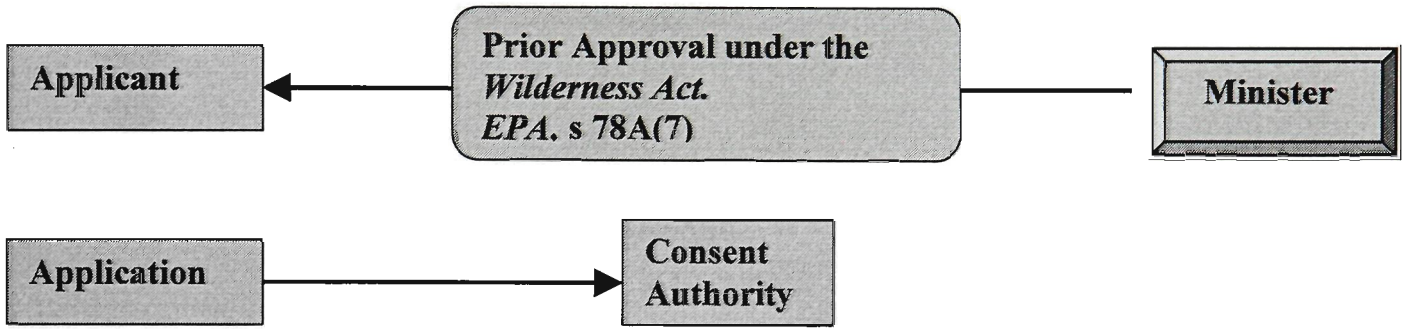 Applicant
Prior Approval under the
Wilderness Act.
EPA. s 78A(7)
Minister
Application
Consent
Authority